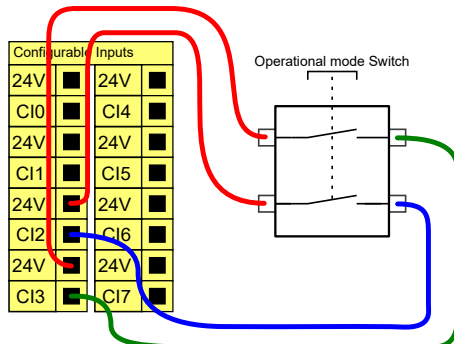 Configurable Inputs
Operational mode Switch
24V 24V
CI0 CI4
24V 24V
CI1 CI5
24V 24V
CI2 CI6
24V 24V
CI3 CI7